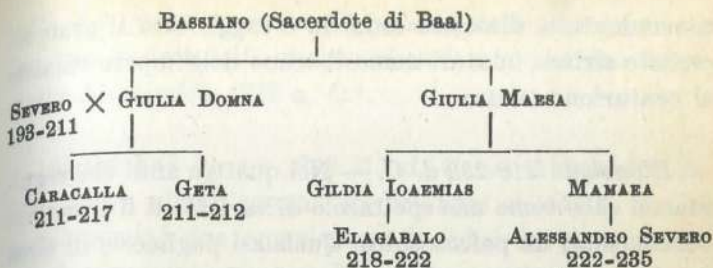 BASSIANO (Sacerdote di Baal)
SEVERO × GIULIA DOMNA GIULIA MAESA
193-211
CARACALLA GETA GILDIA IOAEMIAS MAMAEA
211-217 211-212
ELAGABALO ALESSANDRO SEVERO
218-222 222-235